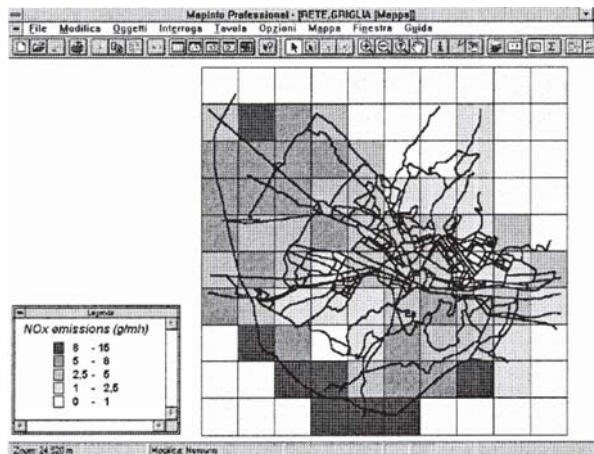 MapInfo Professional - [RETE,GRIGLIA [Mappa]]
File Modifica Oggetti Interroga Tavola Opzioni Mappa Finestra Guida
Legenda
NOx emissions (g/mh)
8 - 15
5 - 8
2,5 - 5
1 - 2,5
0 - 1
Zoom: 24.520 m Modifica: Nessuno